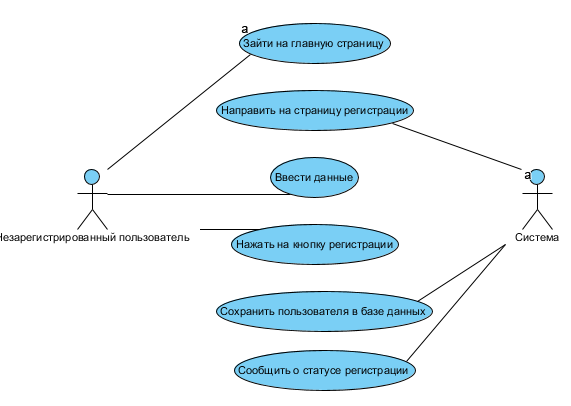 a
Зайти на главную страницу
Направить на страницу регистрации
Ввести данные
a
Незарегистрированный пользователь
Нажать на кнопку регистрации
Система
Сохранить пользователя в базе данных
Сообщить о статусе регистрации